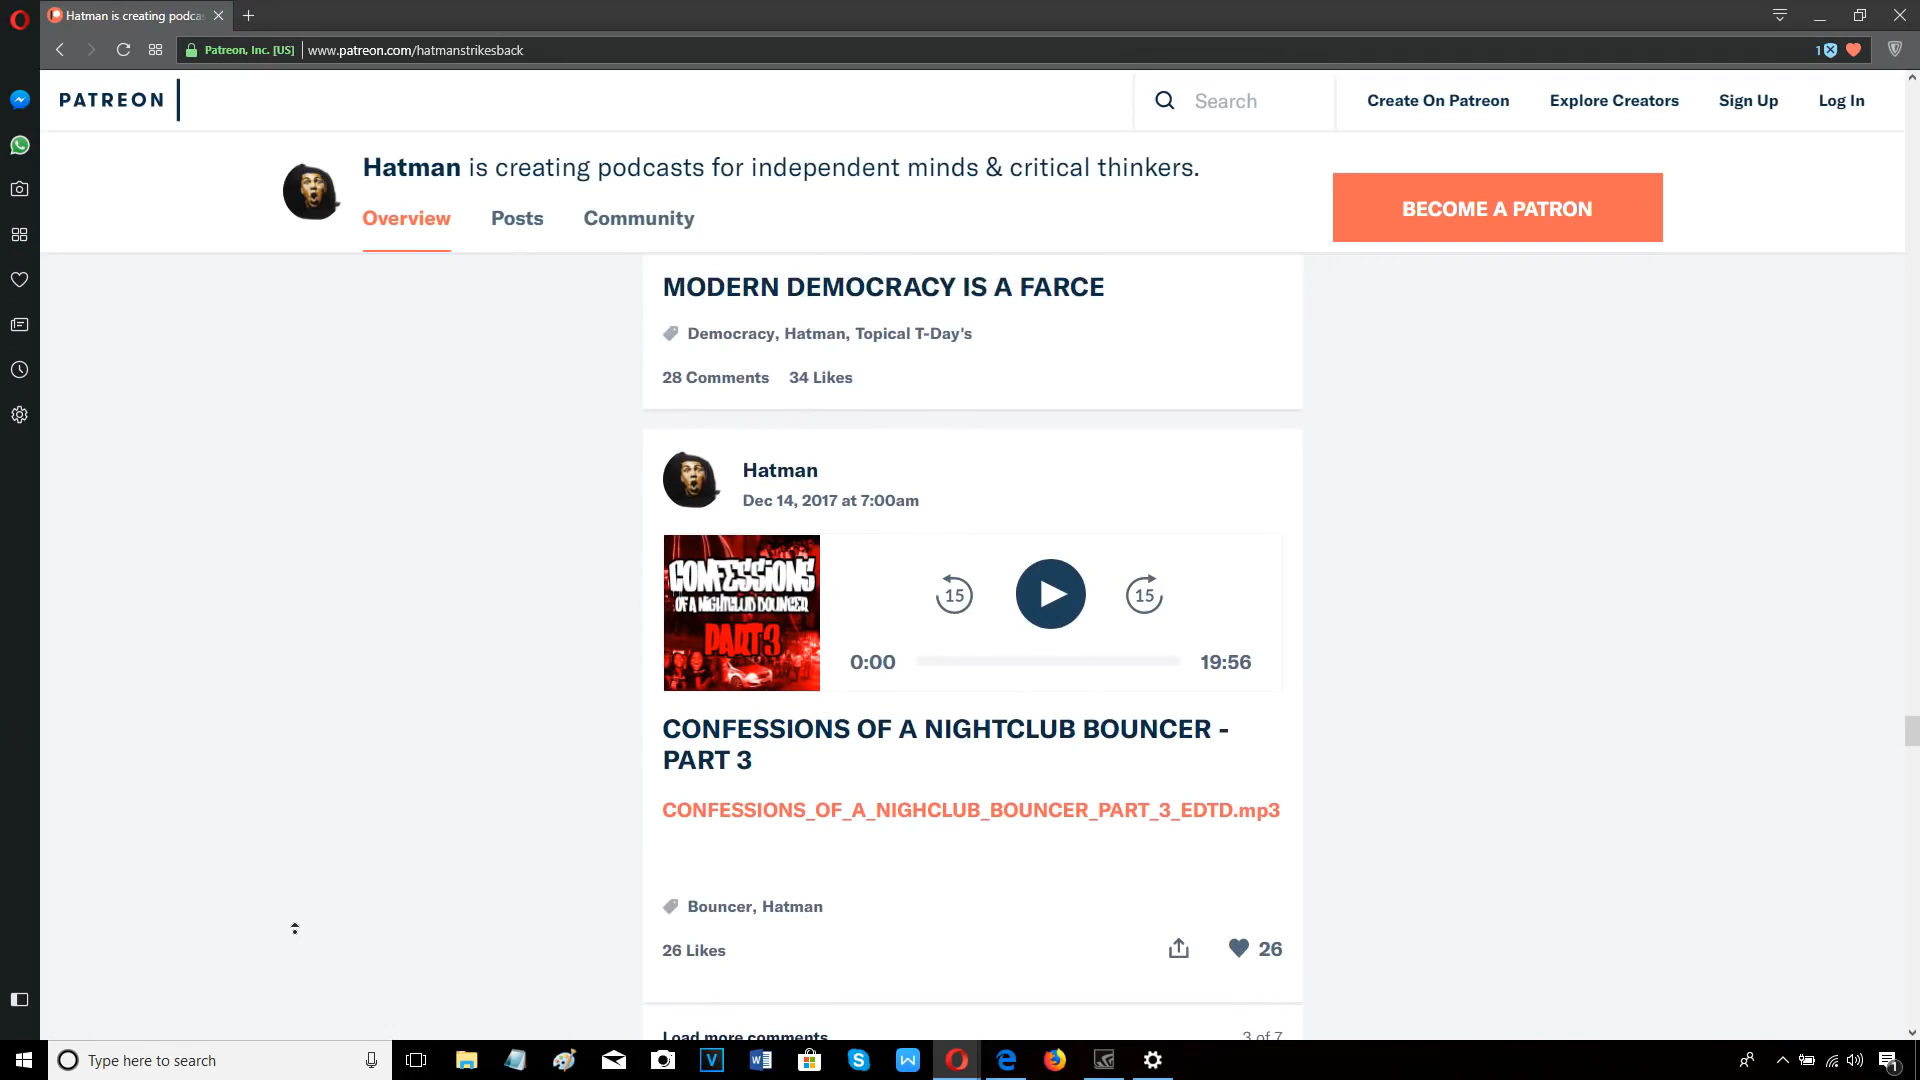 Hatman is creating podca
Patreon, Inc. [US]
www.patreon.com/hatmanstrikesback
1
PATREON
Search
Create On Patreon
Explore Creators
Sign Up
Log In
Hatman is creating podcasts for independent minds & critical thinkers.
Overview
Posts
Community
BECOME A PATRON
MODERN DEMOCRACY IS A FARCE
Democracy, Hatman, Topical T-Day's
28 Comments 34 Likes
Hatman
Dec 14, 2017 at 7:00am
CONFESSIONS
OF A NIGHTCLUB BOUNCER
PART 3
15
15
0:00
19:56
CONFESSIONS OF A NIGHTCLUB BOUNCER -
PART 3
CONFESSIONS_OF_A_NIGHCLUB_BOUNCER_PART_3_EDTD.mp3
Bouncer, Hatman
26 Likes
26
Load more comments
3 of 7
Type here to search
1